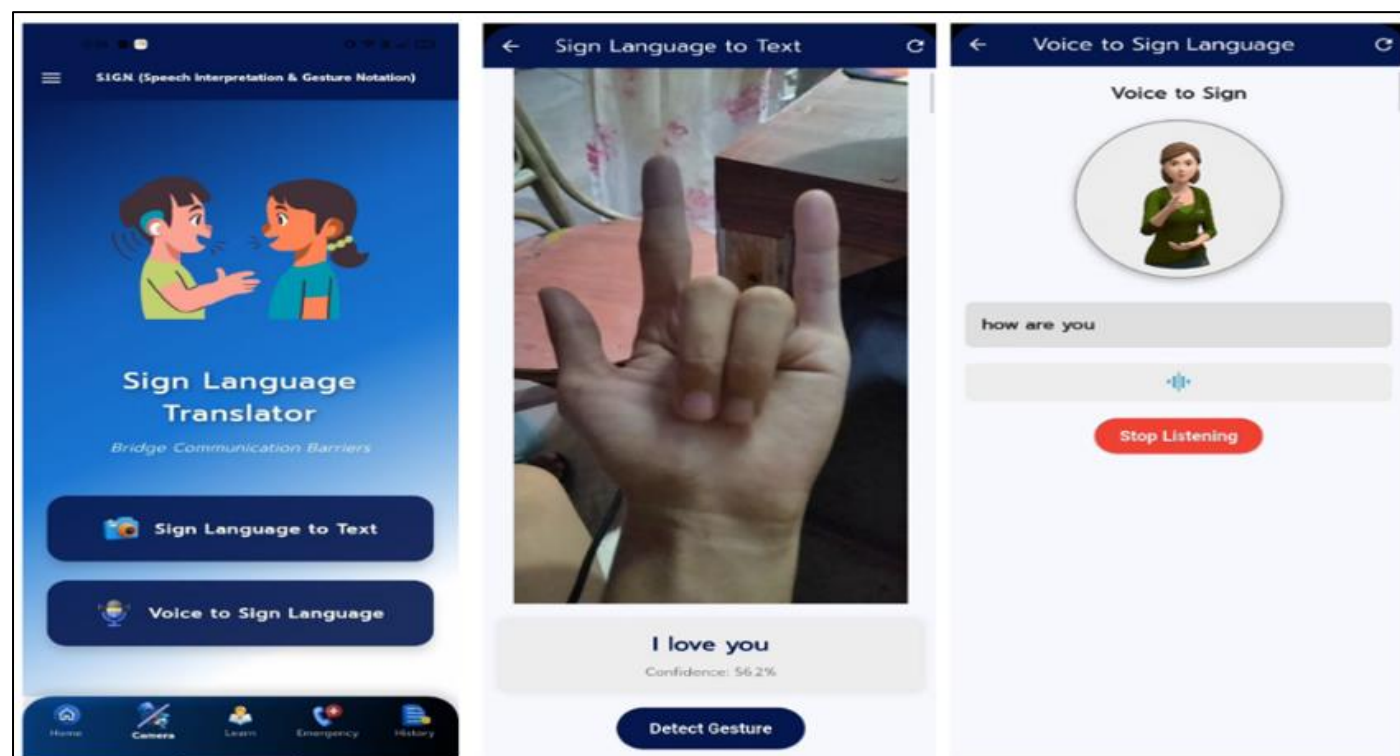 S.I.G.N. (Speech Interpretation & Gesture Notation)
Sign Language
Translator
Bridge Communication Barriers
Sign Language to Text
Voice to Sign Language
Home
Camera
Learn
Emergency
History
Sign Language to Text
I love you
Confidence: 56.2%
Detect Gesture
Voice to Sign Language
Voice to Sign
how are you
Stop Listening